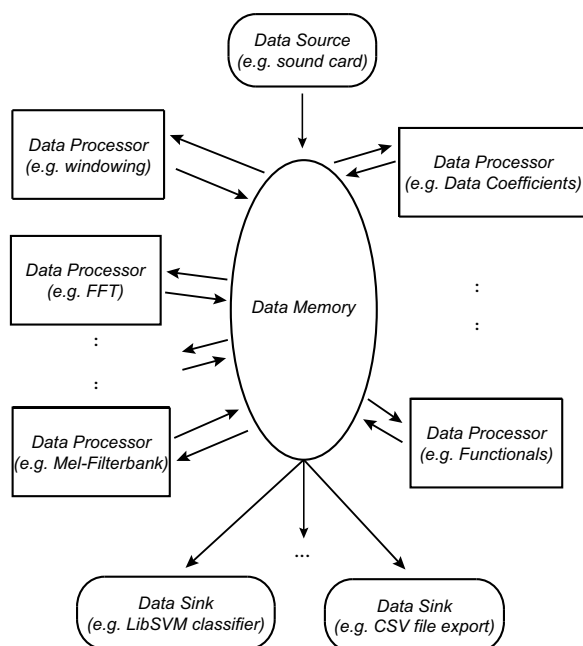 Data Source
(e.g. sound card)
Data Processor
(e.g. windowing)
Data Processor
(e.g. Data Coefficients)
Data Processor
(e.g. FFT)
:
:
Data Memory
:
:
Data Processor
(e.g. Mel-Filterbank)
Data Processor
(e.g. Functionals)
...
Data Sink
(e.g. LibSVM classifier)
Data Sink
(e.g. CSV file export)